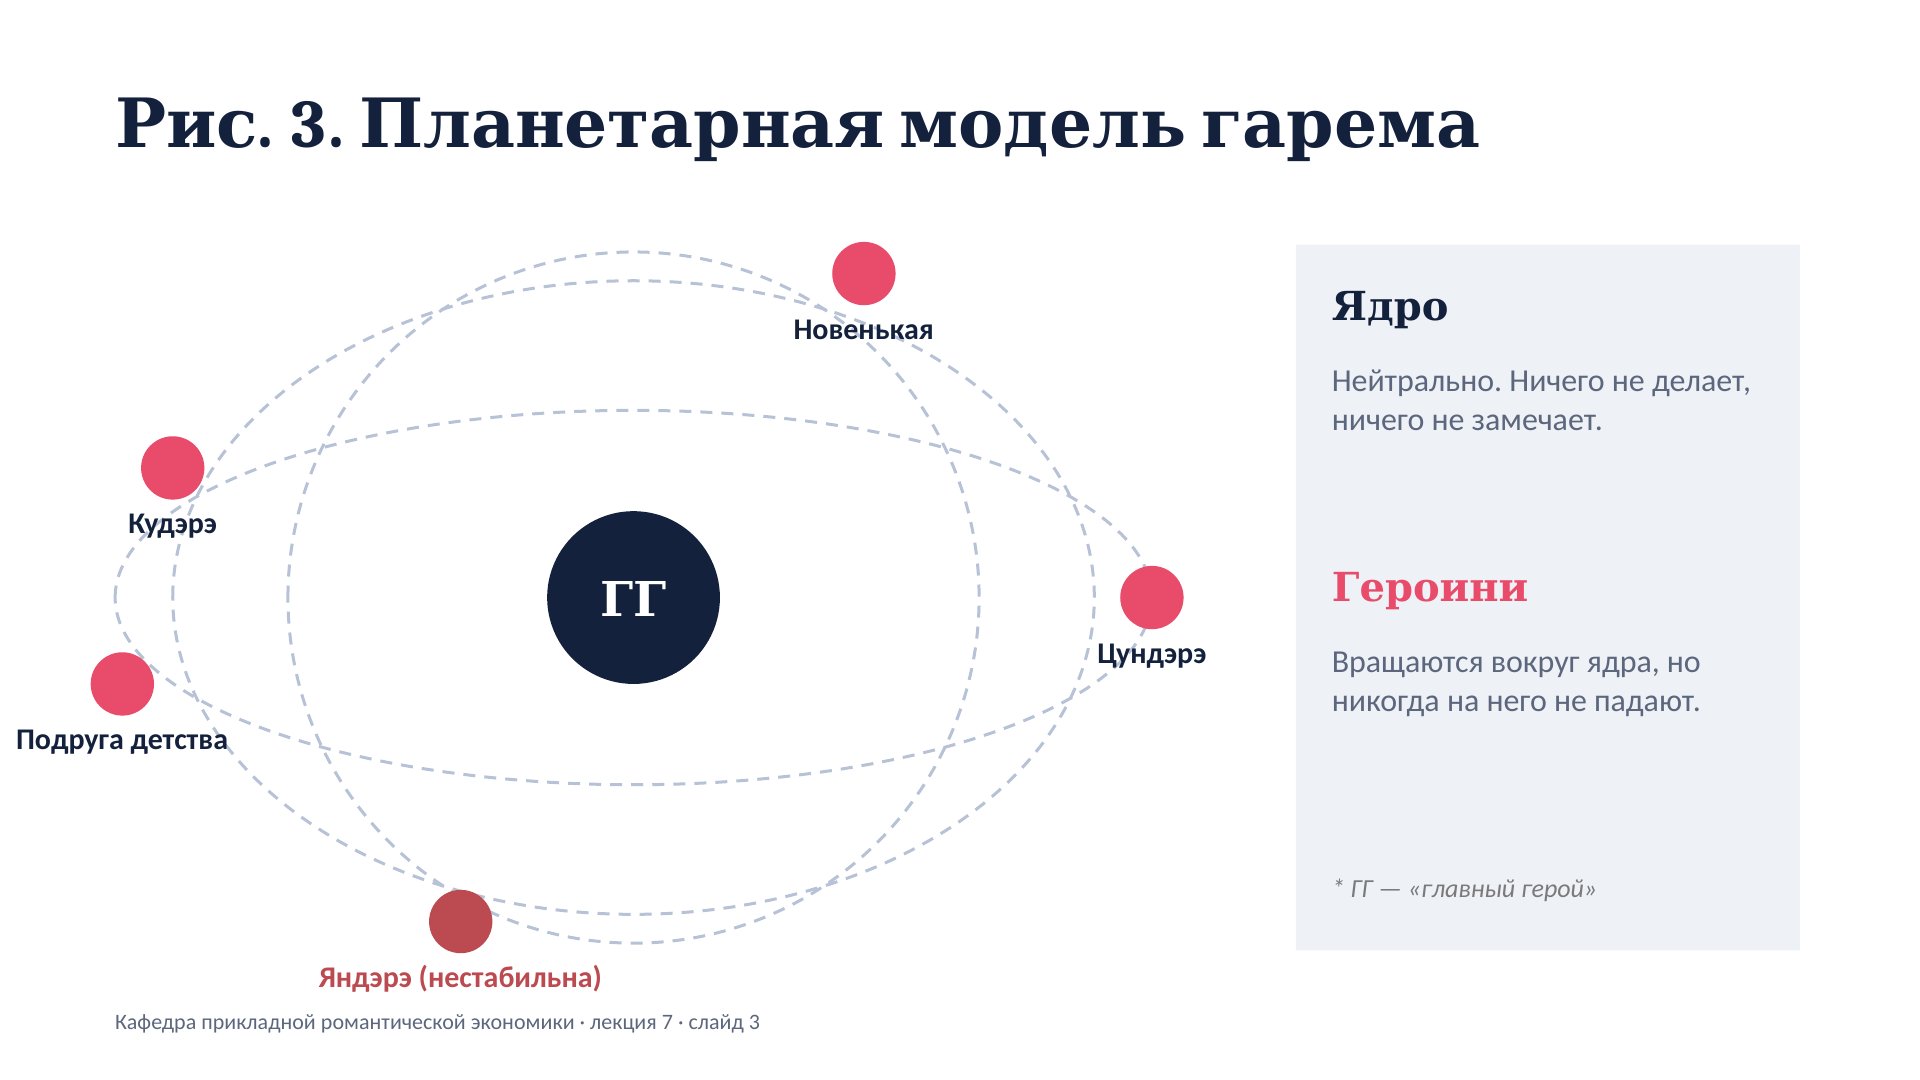 Рис. 3. Планетарная модель гарема
Новенькая
Кудэрэ
ГГ
Цундэрэ
Подруга детства
Яндэрэ (нестабильна)
Ядро
Нейтрально. Ничего не делает,
ничего не замечает.
Героини
Вращаются вокруг ядра, но
никогда на него не падают.
* ГГ — «главный герой»
Кафедра прикладной романтической экономики · лекция 7 · слайд 3